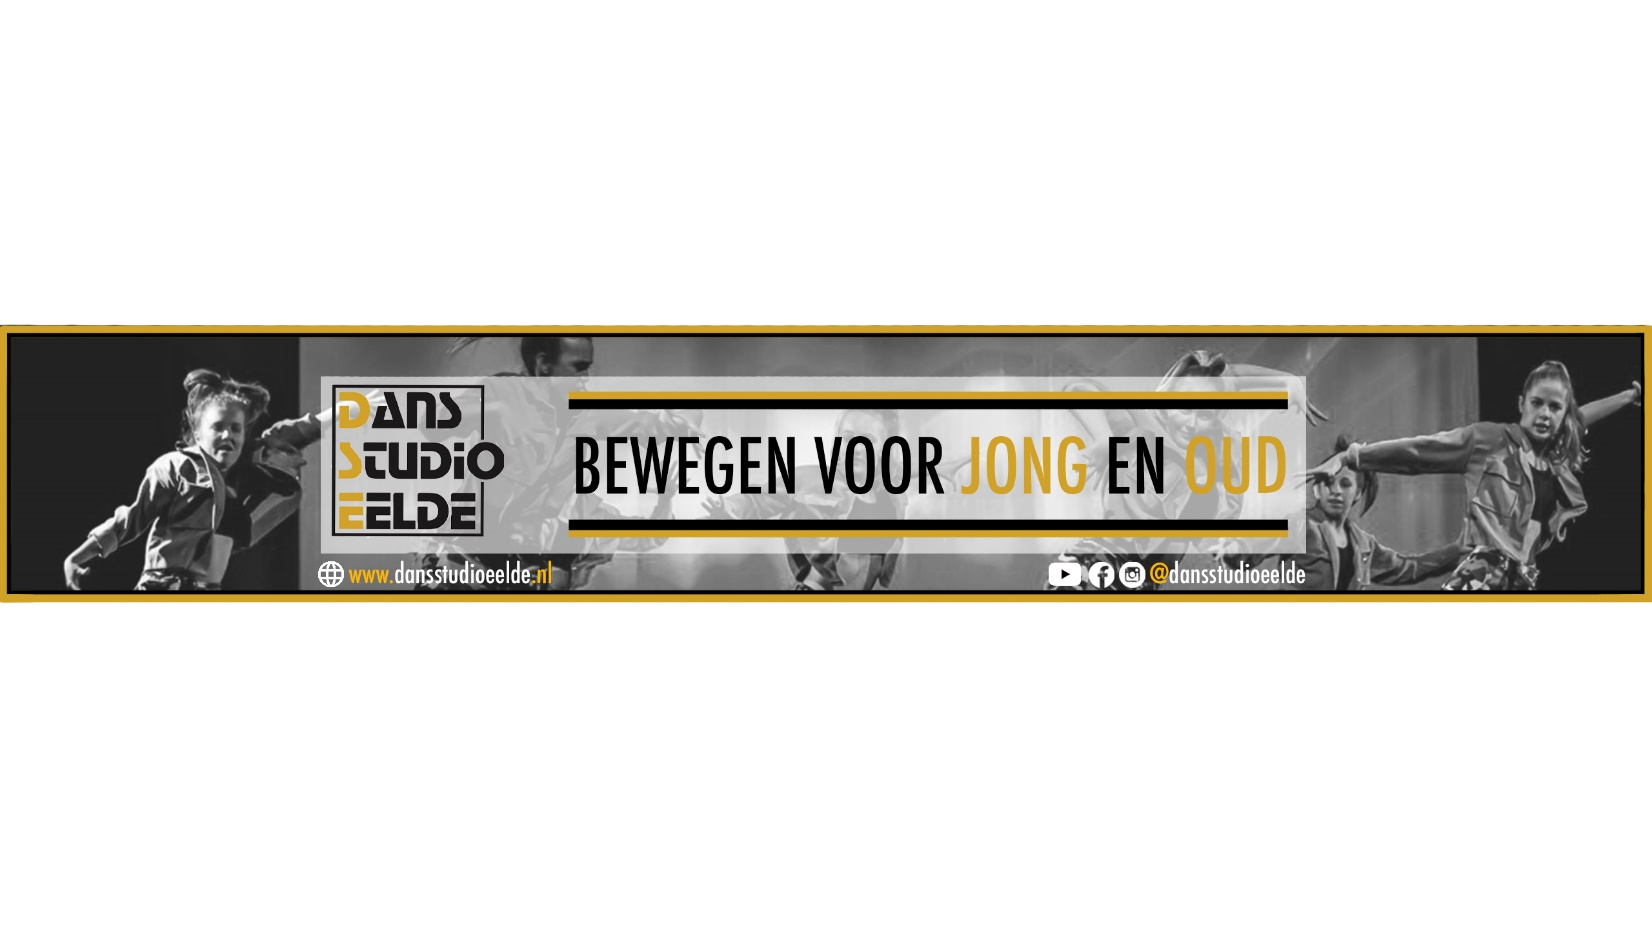 DANS
STUDiO
EELDE
BEWEGEN VOOR JONG EN OUD
www.dansstudioeelde.nl
@dansstudioeelde